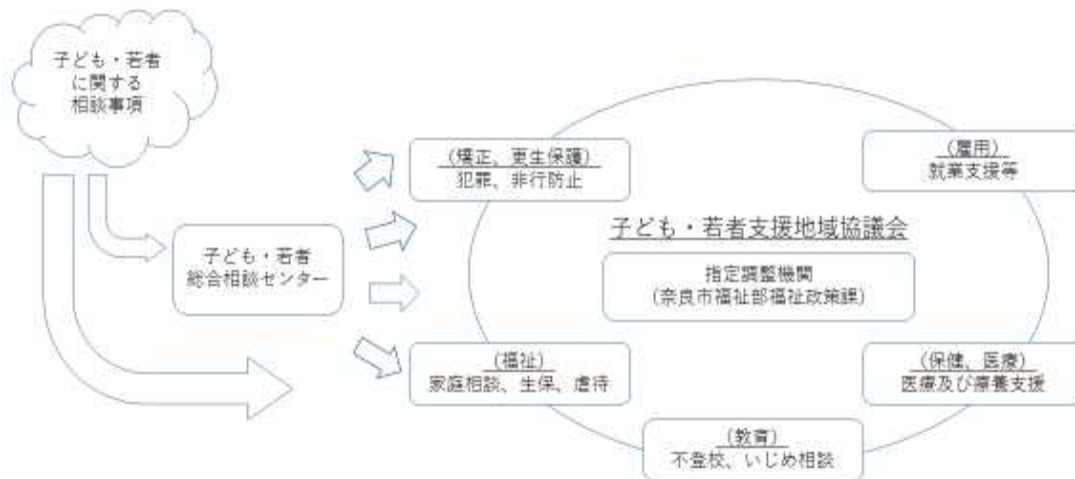 子ども・若者
に関する
相談事項
(矯正、更生保護)
犯罪、非行防止
(雇用)
就業支援等
子ども・若者支援地域協議会
子ども・若者
総合相談センター
指定調整機関
(奈良市福祉部福祉政策課)
(福祉)
家庭相談、生保、虐待
(保健、医療)
医療及び療養支援
(教育)
不登校、いじめ相談